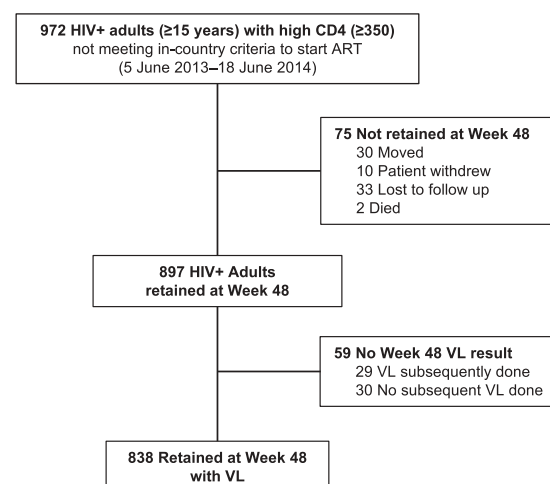 972 HIV+ adults (≥15 years) with high CD4 (≥350)
not meeting in-country criteria to start ART
(5 June 2013–18 June 2014)
75 Not retained at Week 48
30 Moved
10 Patient withdrew
33 Lost to follow up
2 Died
897 HIV+ Adults
retained at Week 48
59 No Week 48 VL result
29 VL subsequently done
30 No subsequent VL done
838 Retained at Week 48
with VL